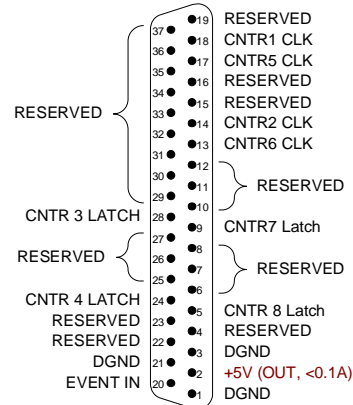 19 RESERVED
37
18 CNTR1 CLK
36
17 CNTR5 CLK
35
16 RESERVED
34
15 RESERVED
RESERVED
33
14 CNTR2 CLK
32
13 CNTR6 CLK
31
12
30
11 RESERVED
29
10
CNTR 3 LATCH 28
9 CNTR7 Latch
27
8
RESERVED 26
7 RESERVED
25
6
CNTR 4 LATCH 24
5 CNTR 8 Latch
RESERVED 23
4 RESERVED
RESERVED 22
3 DGND
DGND 21
2 +5V (OUT, <0.1A)
EVENT IN 20
1 DGND